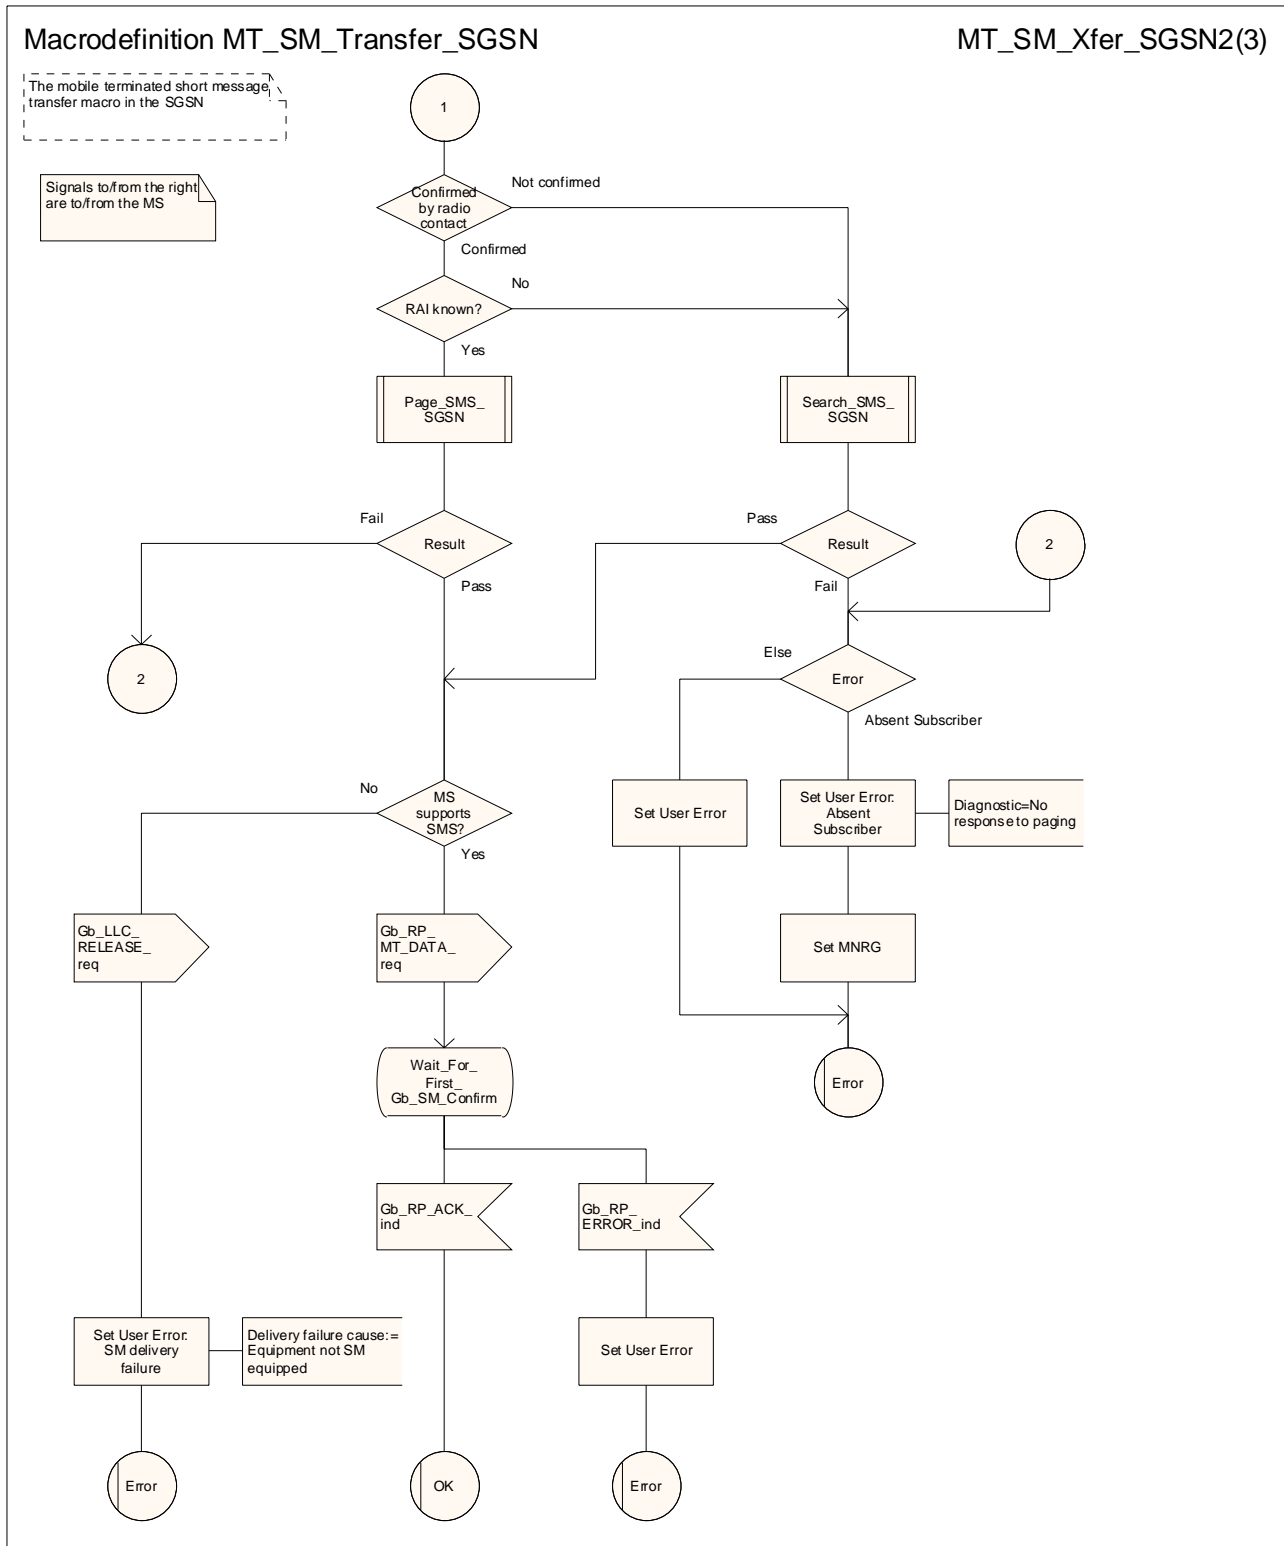 Macrodefinition MT_SM_Transfer_SGSN
MT_SM_Xfer_SGSN2(3)
The mobile terminated short message
transfer macro in the SGSN
1
Signals to/from the right
are to/from the MS
Confirmed
by radio
contact
Not confirmed
Confirmed
RAI known?
No
Yes
Page_SMS_
SGSN
Search_SMS_
SGSN
Fail
Result
Pass
Pass
Result
Fail
2
2
Else
Error
Absent Subscriber
No
MS
supports
SMS?
Yes
Set User Error
Set User Error:
Absent
Subscriber
Diagnostic=No
response to paging
Gb_LLC_
RELEASE_
req
Gb_RP_
MT_DATA_
req
Set MNRG
Wait_For_
First_
Gb_SM_Confirm
Error
Gb_RP_ACK_
ind
Gb_RP_
ERROR_ind
Set User Error:
SM delivery
failure
Delivery failure cause:=
Equipment not SM
equipped
Set User Error
Error
OK
Error